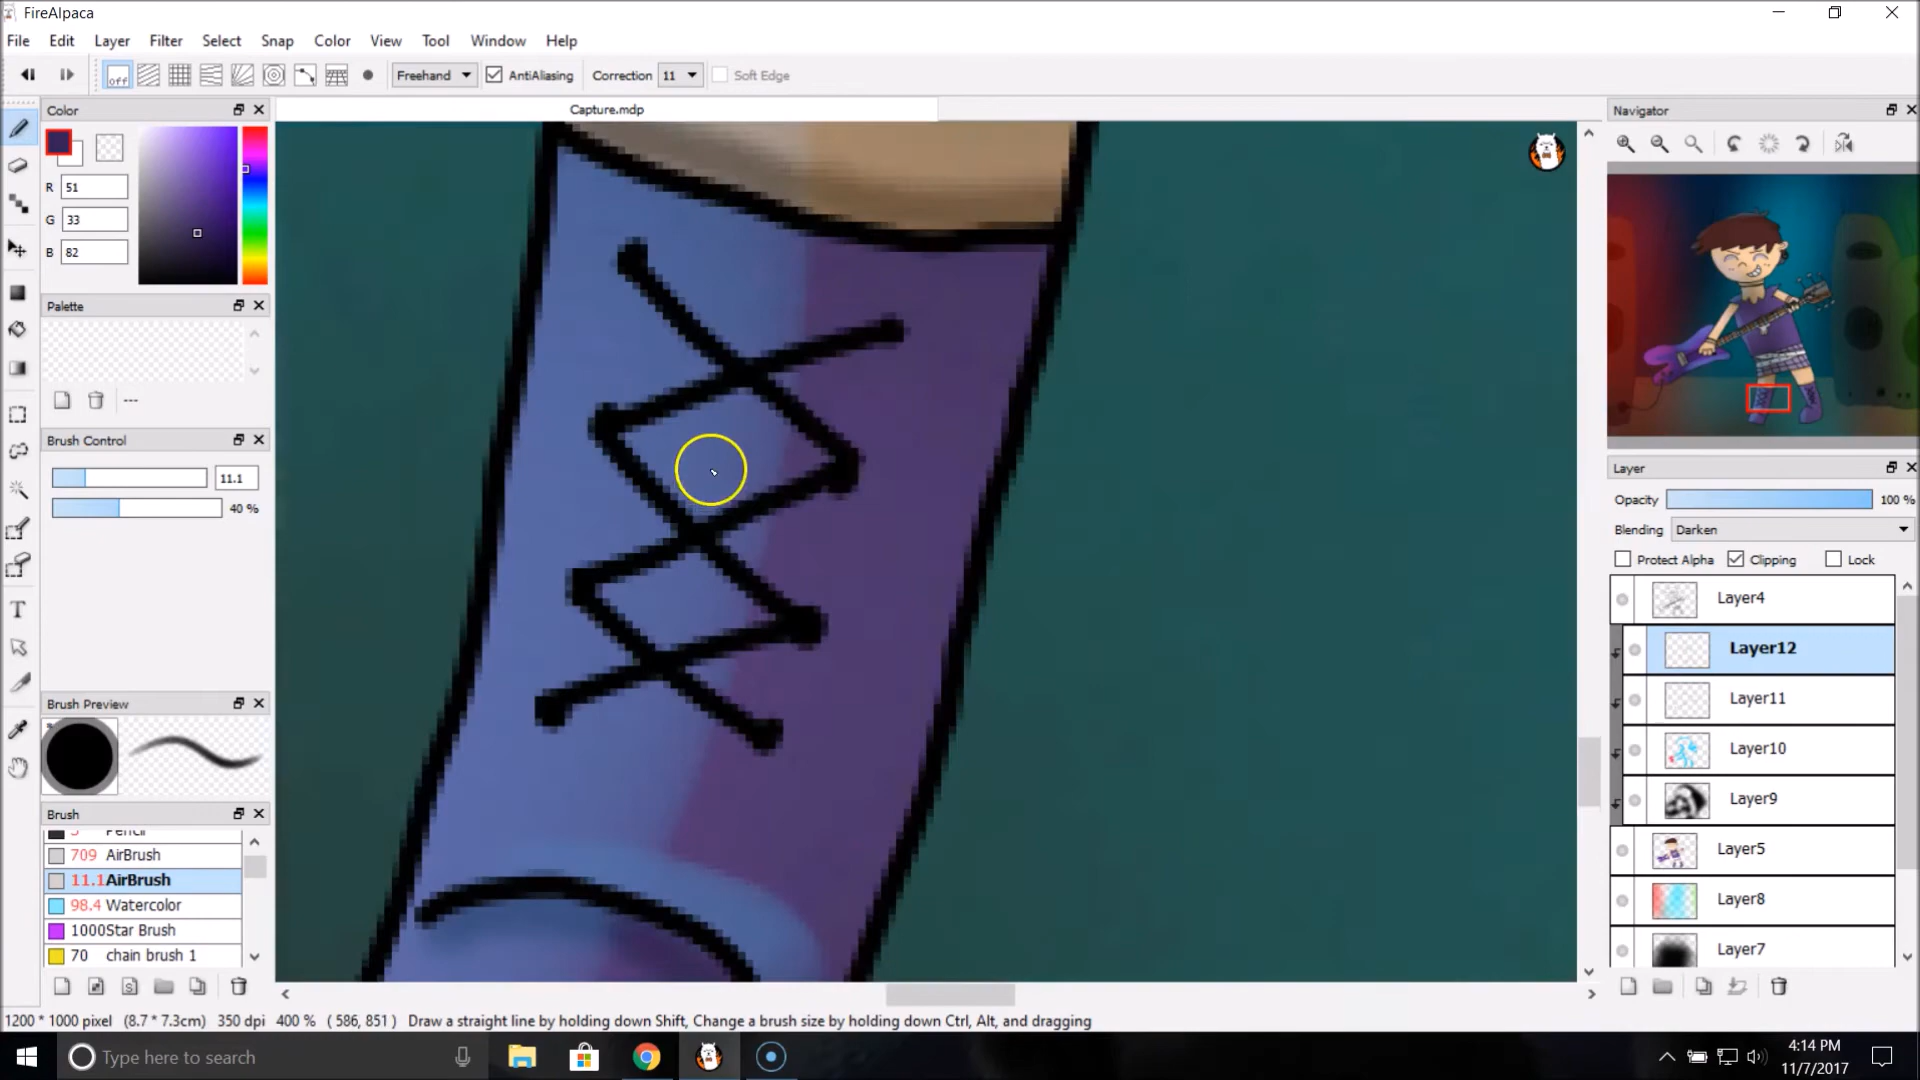 FireAlpaca
File Edit Layer Filter Select Snap Color View Tool Window Help
off Freehand AntiAliasing Correction 11 Soft Edge
Color
Capture.mdp
Navigator
R 51
G 33
B 82
Palette
---
Brush Control
11.1
40 %
Layer
Opacity 100 %
Blending Darken
Protect Alpha Clipping Lock
Layer4
Layer12
Layer11
Layer10
Layer9
Layer5
Layer8
Layer7
Brush Preview
Brush
5 Pencil
709 AirBrush
11.1 AirBrush
98.4 Watercolor
1000 Star Brush
70 chain brush 1
1200 * 1000 pixel (8.7 * 7.3cm) 350 dpi 400 % ( 586, 851 ) Draw a straight line by holding down Shift, Change a brush size by holding down Ctrl, Alt, and dragging
Type here to search
4:14 PM
11/7/2017